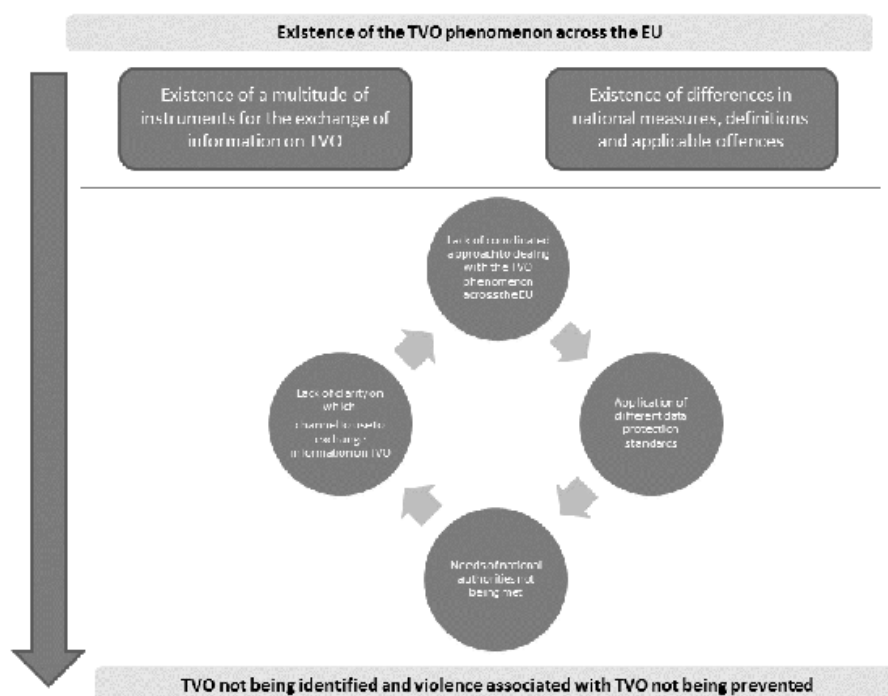 Existence of the TVO phenomenon across the EU
Existence of a multitude of
instruments for the exchange of
information on TVO
Existence of differences in
national measures, definitions
and applicable offences
Lack of coordinated
approach to dealing
with the TVO
phenomenon
across the EU
Lack of clarity on
which
channel to use to
exchange
information on TVO
Application of
different data
protection
standards
Needs of national
authorities not
being met
TVO not being identified and violence associated with TVO not being prevented